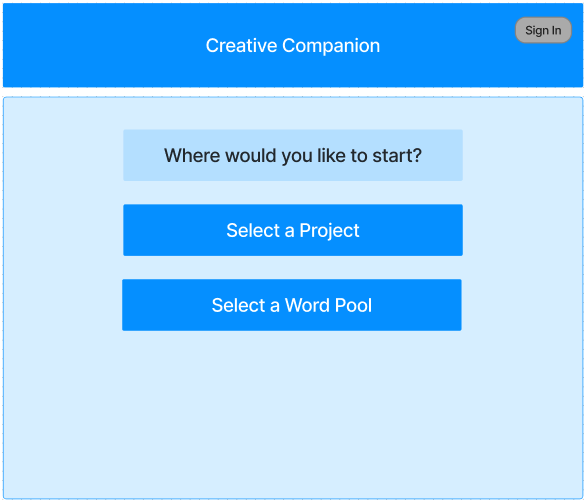 Creative Companion
Sign In
Where would you like to start?
Select a Project
Select a Word Pool